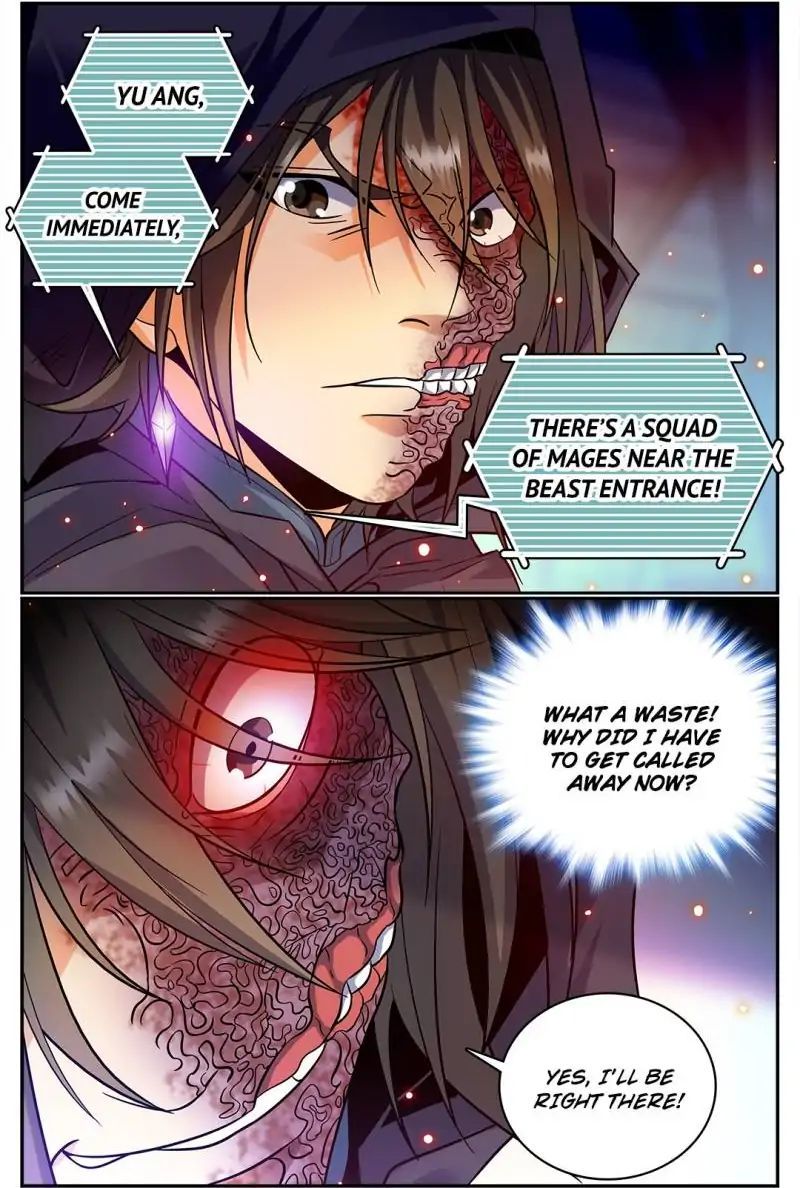 YU ANG,
COME
IMMEDIATELY,
THERE'S A SQUAD
OF MAGES NEAR THE
BEAST ENTRANCE!
WHAT A WASTE!
WHY DID I HAVE
TO GET CALLED
AWAY NOW?
YES, I'LL BE
RIGHT THERE!